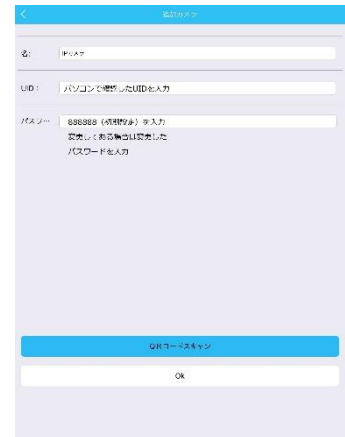 追加カメラ
名:
IPカメラ
UID:
パソコンで確認したUIDを入力
パスワ…
888888（初期設定）を入力
変更してある場合は変更した
パスワードを入力
QRコードスキャン
Ok